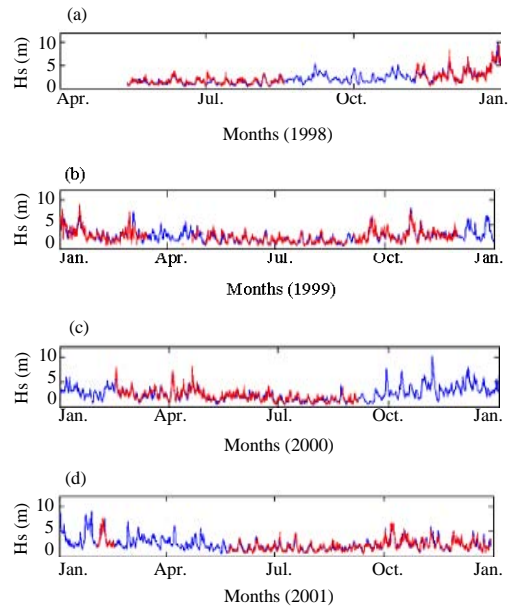 (a)
Hs (m)
10
5
0
Apr.
Jul.
Oct.
Jan.
Months (1998)
(b)
Hs (m)
10
5
0
Jan.
Apr.
Jul.
Oct.
Jan.
Months (1999)
(c)
Hs (m)
10
5
0
Jan.
Apr.
Jul.
Oct.
Jan.
Months (2000)
(d)
Hs (m)
10
5
0
Jan.
Apr.
Jul.
Oct.
Jan.
Months (2001)